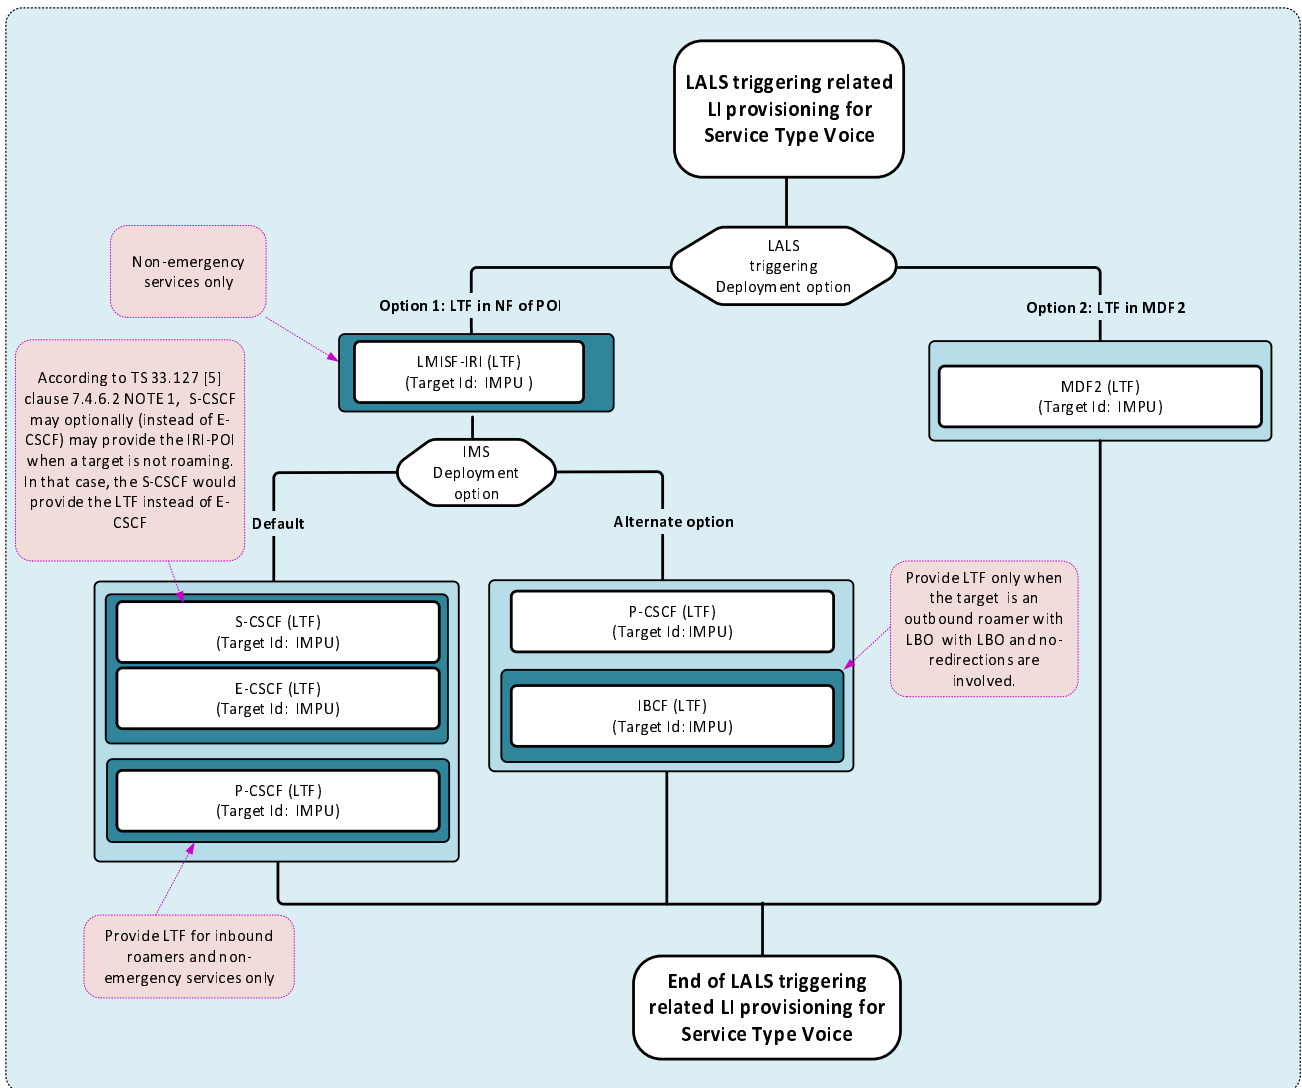 LALS triggering related
LI provisioning for
Service Type Voice
LALS
triggering
Deployment option
Non-emergency
services only
Option 1: LTF in NF of POI
Option 2: LTF in MDF2
LMISF-IRI (LTF)
(Target Id: IMPU )
MDF2 (LTF)
(Target Id: IMPU)
According to TS 33.127 [5]
clause 7.4.6.2 NOTE 1, S-CSCF
may optionally (instead of E-
CSCF) may provide the IRI-POI
when a target is not roaming.
In that case, the S-CSCF would
provide the LTF instead of E-
CSCF
IMS
Deployment
option
Default
Alternate option
S-CSCF (LTF)
(Target Id: IMPU)
E-CSCF (LTF)
(Target Id: IMPU)
P-CSCF (LTF)
(Target Id: IMPU)
P-CSCF (LTF)
(Target Id: IMPU)
IBCF (LTF)
(Target Id: IMPU)
Provide LTF only when
the target is an
outbound roamer with
LBO with LBO and no-
redirections are
involved.
Provide LTF for inbound
roamers and non-
emergency services only
End of LALS triggering
related LI provisioning for
Service Type Voice